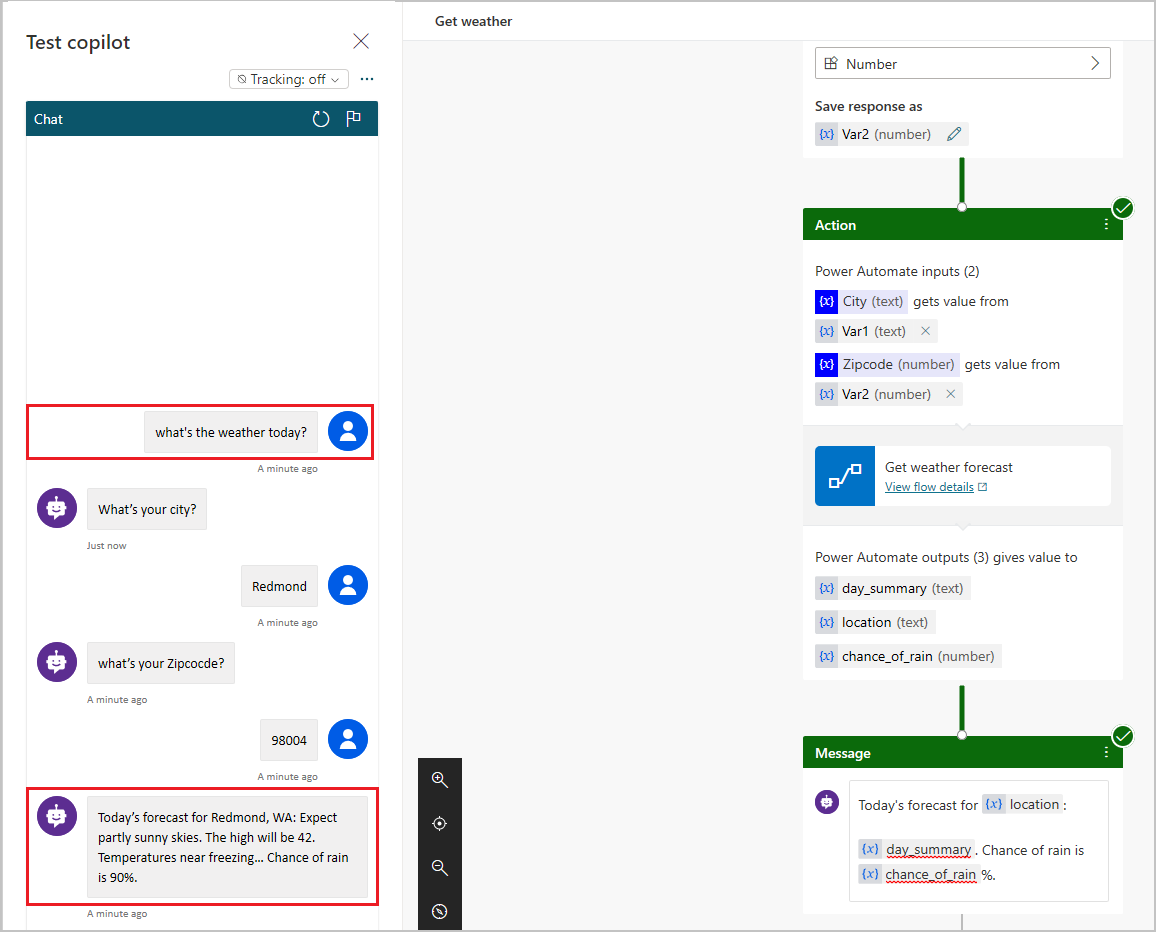 Test copilot
Tracking: off
Chat
what's the weather today?
A minute ago
What's your city?
Just now
Redmond
A minute ago
what's your Zipcocde?
A minute ago
98004
A minute ago
Today's forecast for Redmond, WA: Expect
partly sunny skies. The high will be 42.
Temperatures near freezing... Chance of rain
is 90%.
A minute ago
Get weather
Number
Save response as
{x} Var2 (number)
Action
Power Automate inputs (2)
{x} City (text) gets value from
{x} Var1 (text)
{x} Zipcode (number) gets value from
{x} Var2 (number)
Get weather forecast
View flow details
Power Automate outputs (3) gives value to
{x} day_summary (text)
{x} location (text)
{x} chance_of_rain (number)
Message
Today's forecast for {x} location :
{x} day_summary . Chance of rain is
{x} chance_of_rain %.